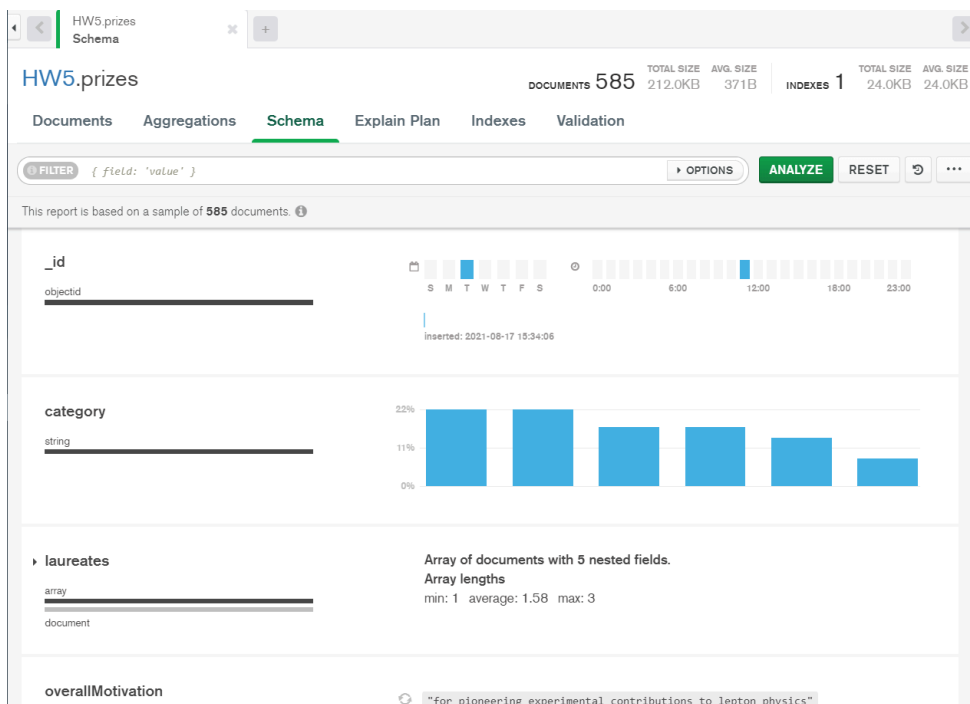 HW5.prizes
Schema
HW5.prizes
DOCUMENTS 585 TOTAL SIZE 212.0KB AVG. SIZE 371B INDEXES 1 TOTAL SIZE 24.0KB AVG. SIZE 24.0KB
Documents Aggregations Schema Explain Plan Indexes Validation
FILTER { field: 'value' } OPTIONS ANALYZE RESET ...
This report is based on a sample of 585 documents.
_id
objectid
S M T W T F S 0:00 6:00 12:00 18:00 23:00
inserted: 2021-08-17 15:34:06
category
string
22%
11%
0%
laureates
array
document
Array of documents with 5 nested fields.
Array lengths
min: 1 average: 1.58 max: 3
overallMotivation
"for pioneering experimental contributions to lepton physics"